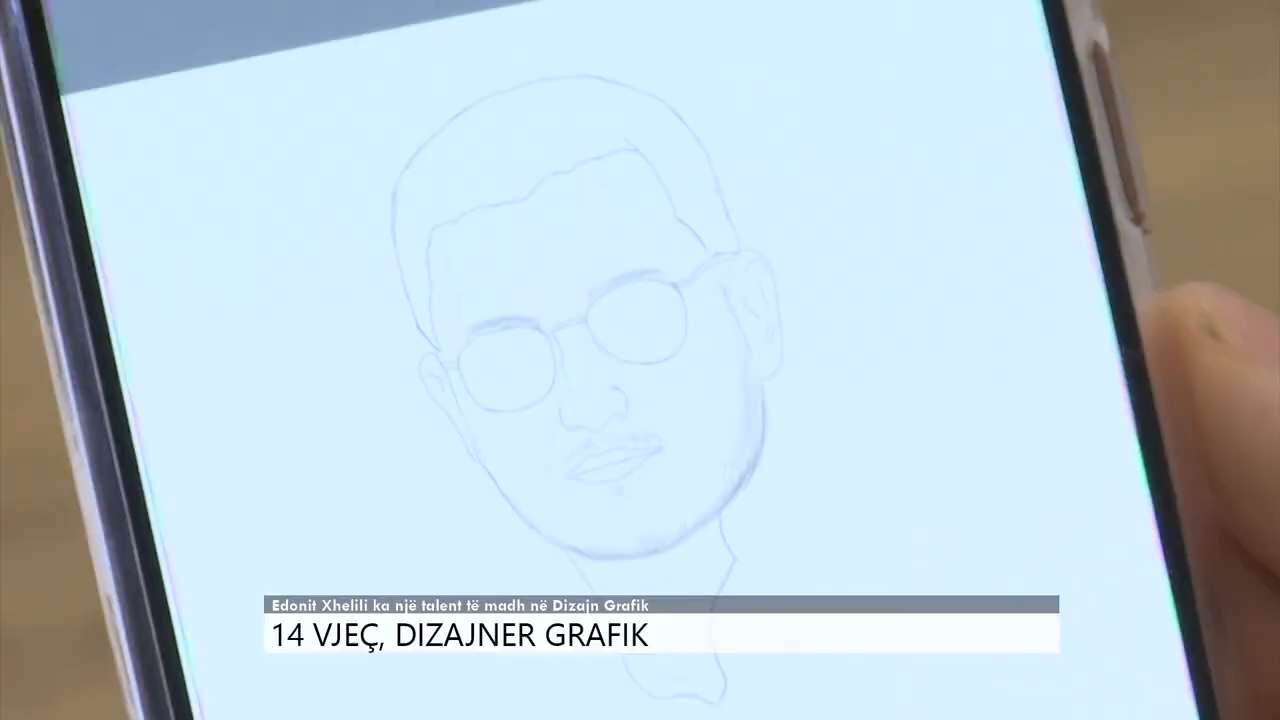 Edonit Xhelili ka një talent të madh në Dizajn Grafik
14 VJEÇ, DIZAJNER GRAFIK